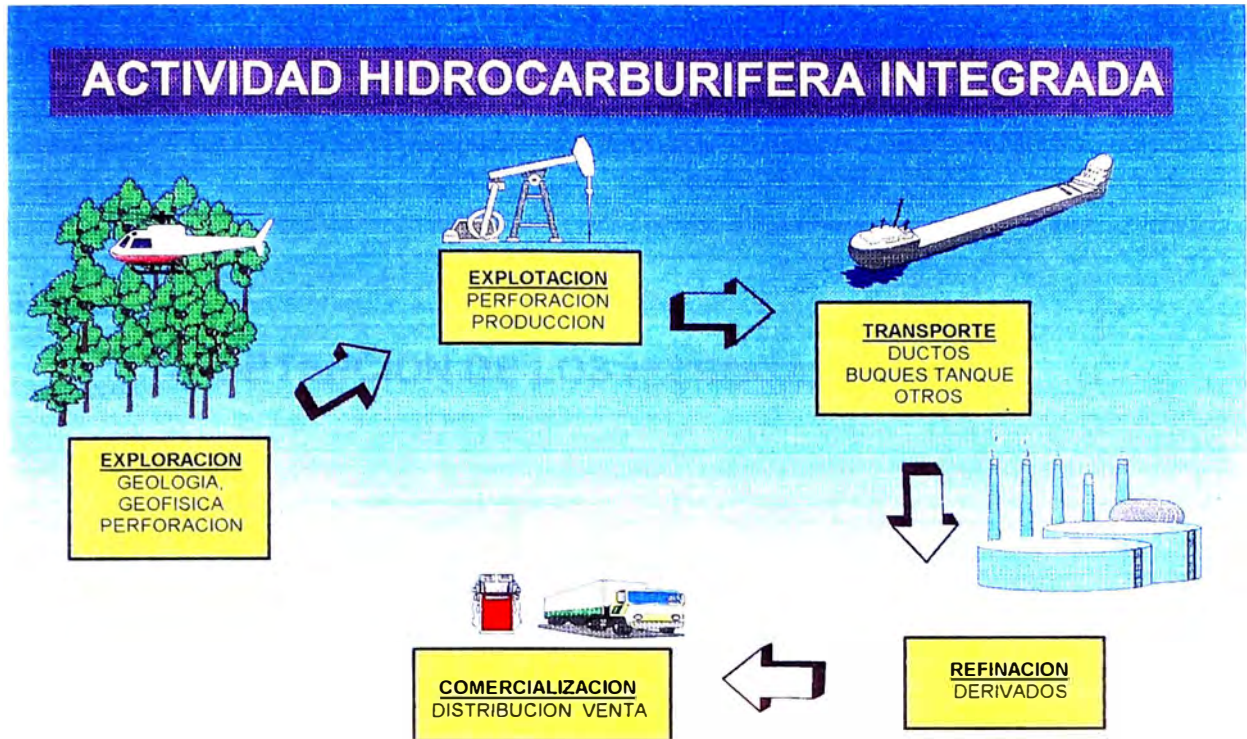 ACTIVIDAD HIDROCARBURIFERA INTEGRADA
EXPLORACION
GEOLOGIA,
GEOFISICA
PERFORACION
EXPLOTACION
PERFORACION
PRODUCCION
TRANSPORTE
DUCTOS
BUQUES TANQUE
OTROS
REFINACION
DERIVADOS
COMERCIALIZACION
DISTRIBUCION VENTA